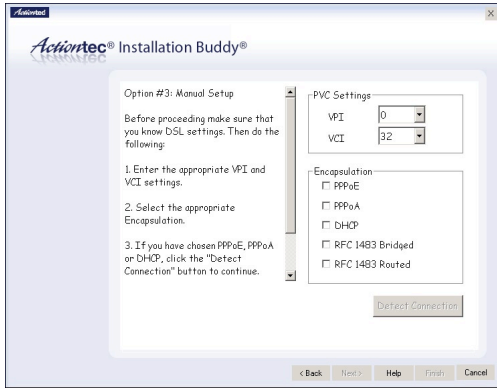 Actiontec
Actiontec® Installation Buddy®
Option #3: Manual Setup
Before proceeding make sure that
you know DSL settings. Then do the
following:
1. Enter the appropriate VPI and
VCI settings.
2. Select the appropriate
Encapsulation.
3. If you have chosen PPPoE, PPPoA
or DHCP, click the "Detect
Connection" button to continue.
PVC Settings
VPI 0
VCI 32
Encapsulation
PPPoE
PPPoA
DHCP
RFC 1483 Bridged
RFC 1483 Routed
Detect Connection
< Back Next > Help Finish Cancel